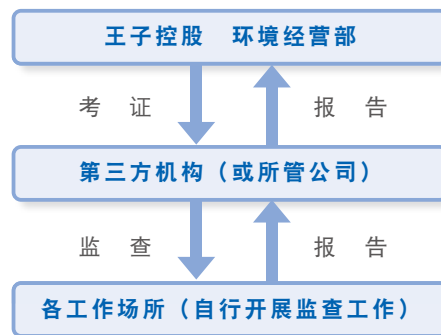 王子控股　环境经营部
考　证
报　告
第三方机构（或所管公司）
监　查
报　告
各工作场所（自行开展监查工作）